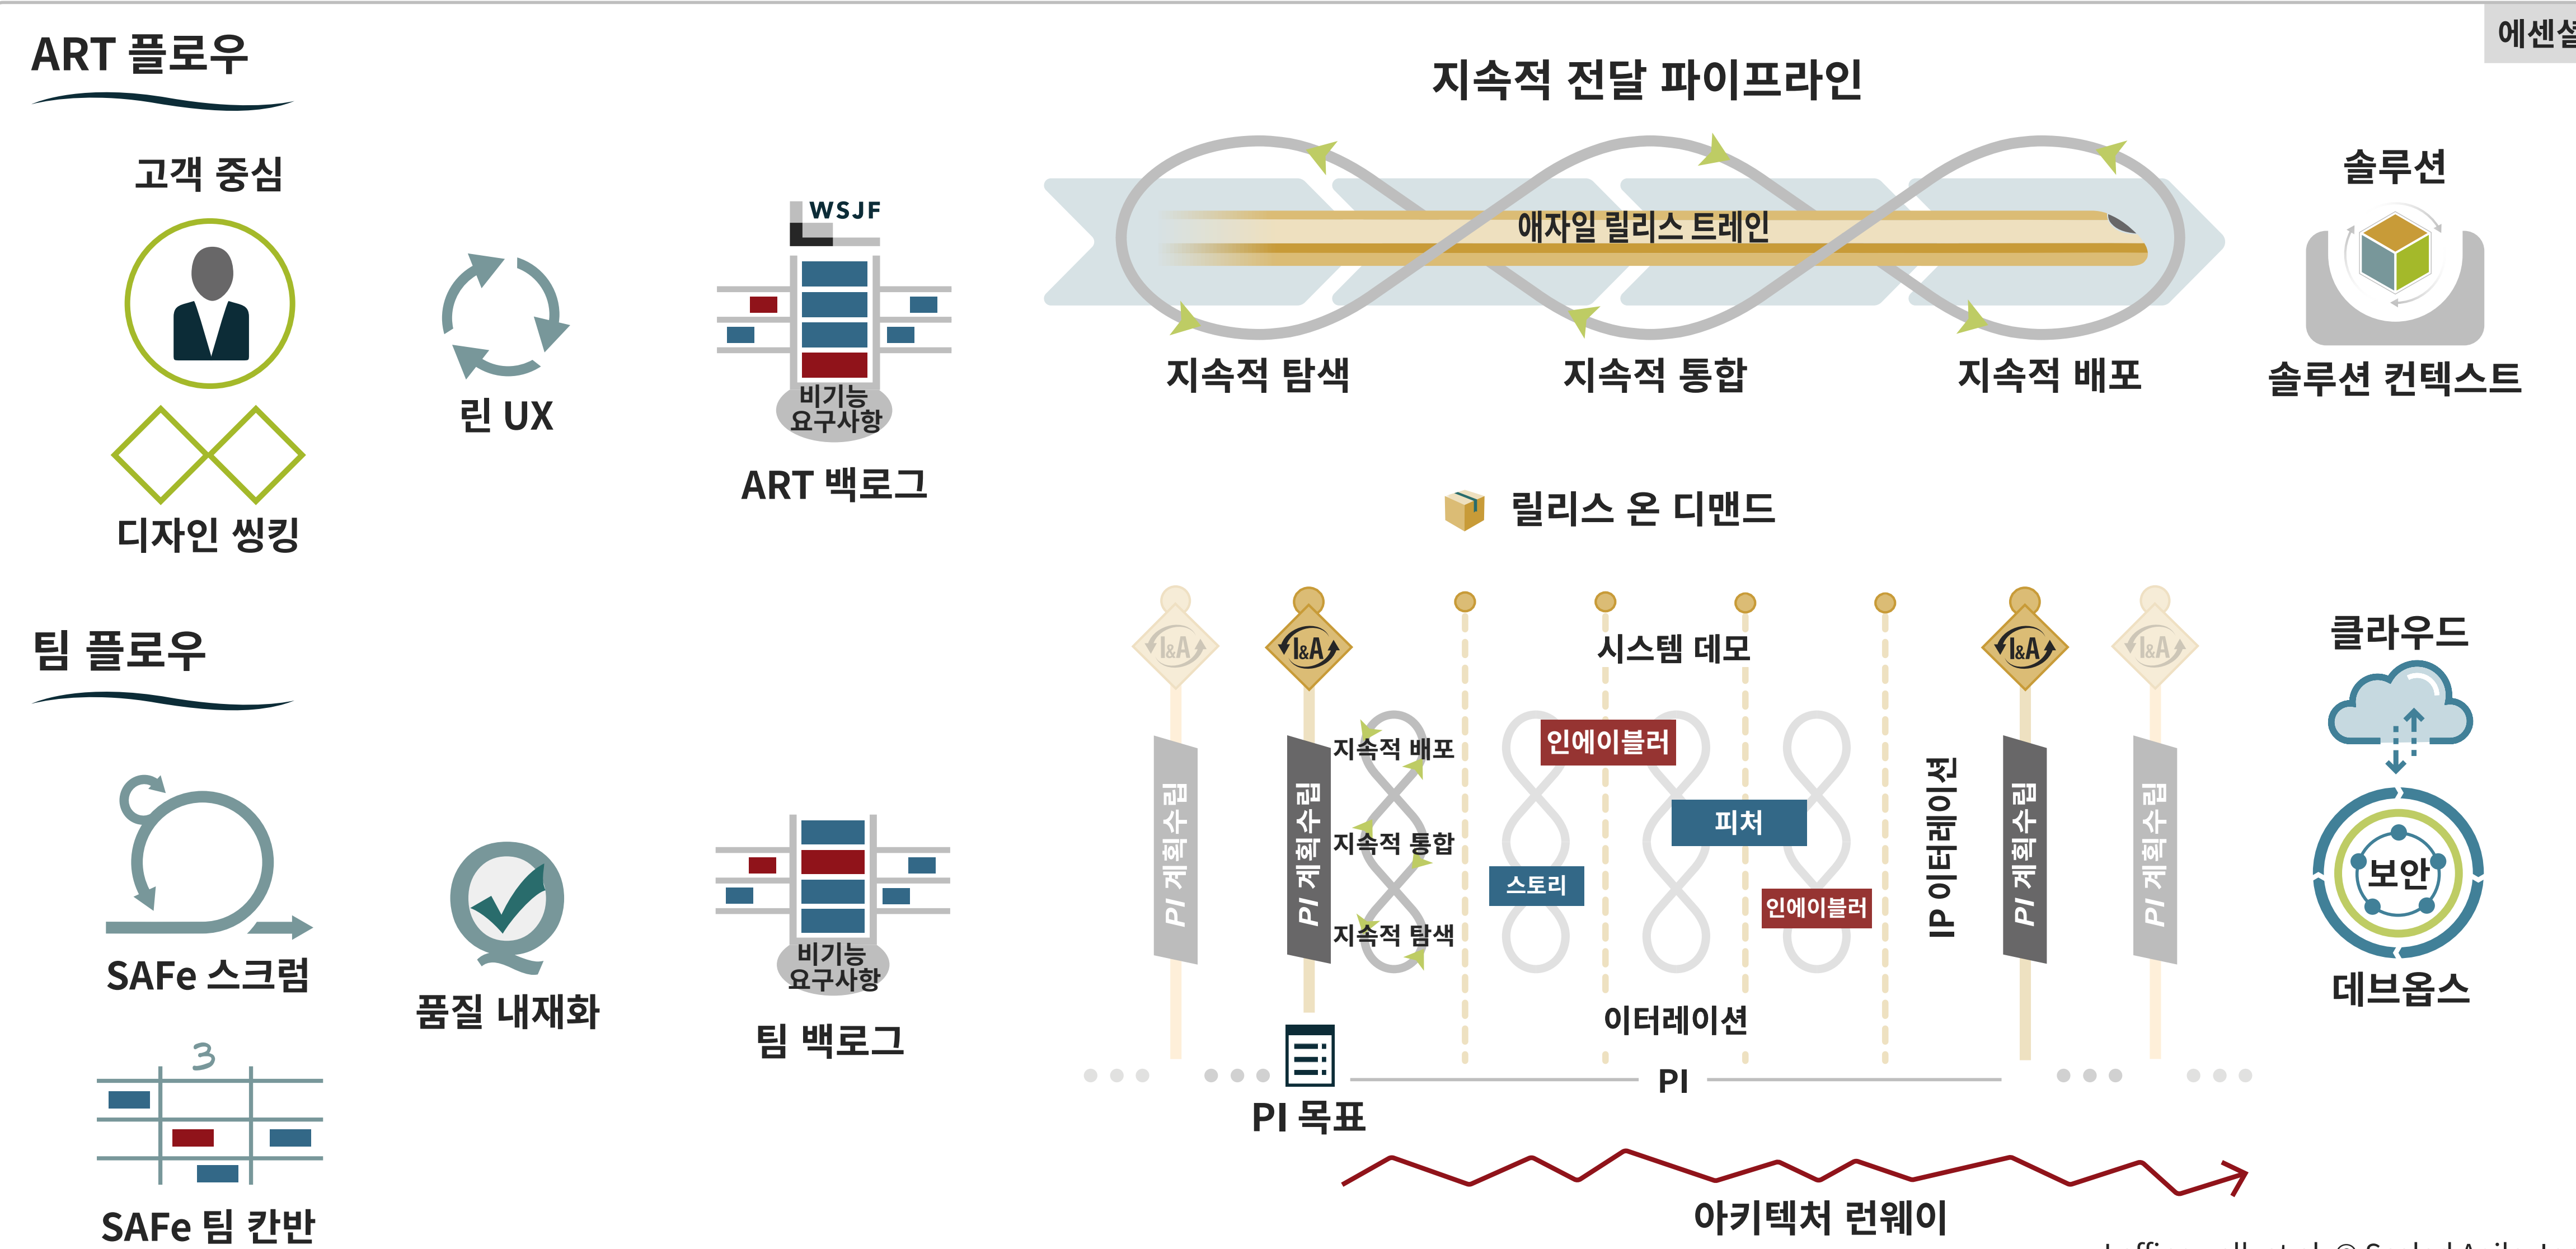 ART 플로우
에센셜
지속적 전달 파이프라인
고객 중심
WSJF
애자일 릴리스 트레인
솔루션
비기능
요구사항
린 UX
ART 백로그
지속적 탐색
지속적 통합
지속적 배포
솔루션 컨텍스트
디자인 씽킹
릴리스 온 디맨드
팀 플로우
I&A
I&A
시스템 데모
I&A
I&A
클라우드
PI 계획수립
PI 계획수립
지속적 배포
지속적 통합
지속적 탐색
인에이블러
피처
스토리
인에이블러
IP 이터레이션
PI 계획수립
PI 계획수립
보안
데브옵스
SAFe 스크럼
품질 내재화
비기능
요구사항
팀 백로그
이터레이션
PI
PI 목표
3
SAFe 팀 칸반
아키텍처 런웨이